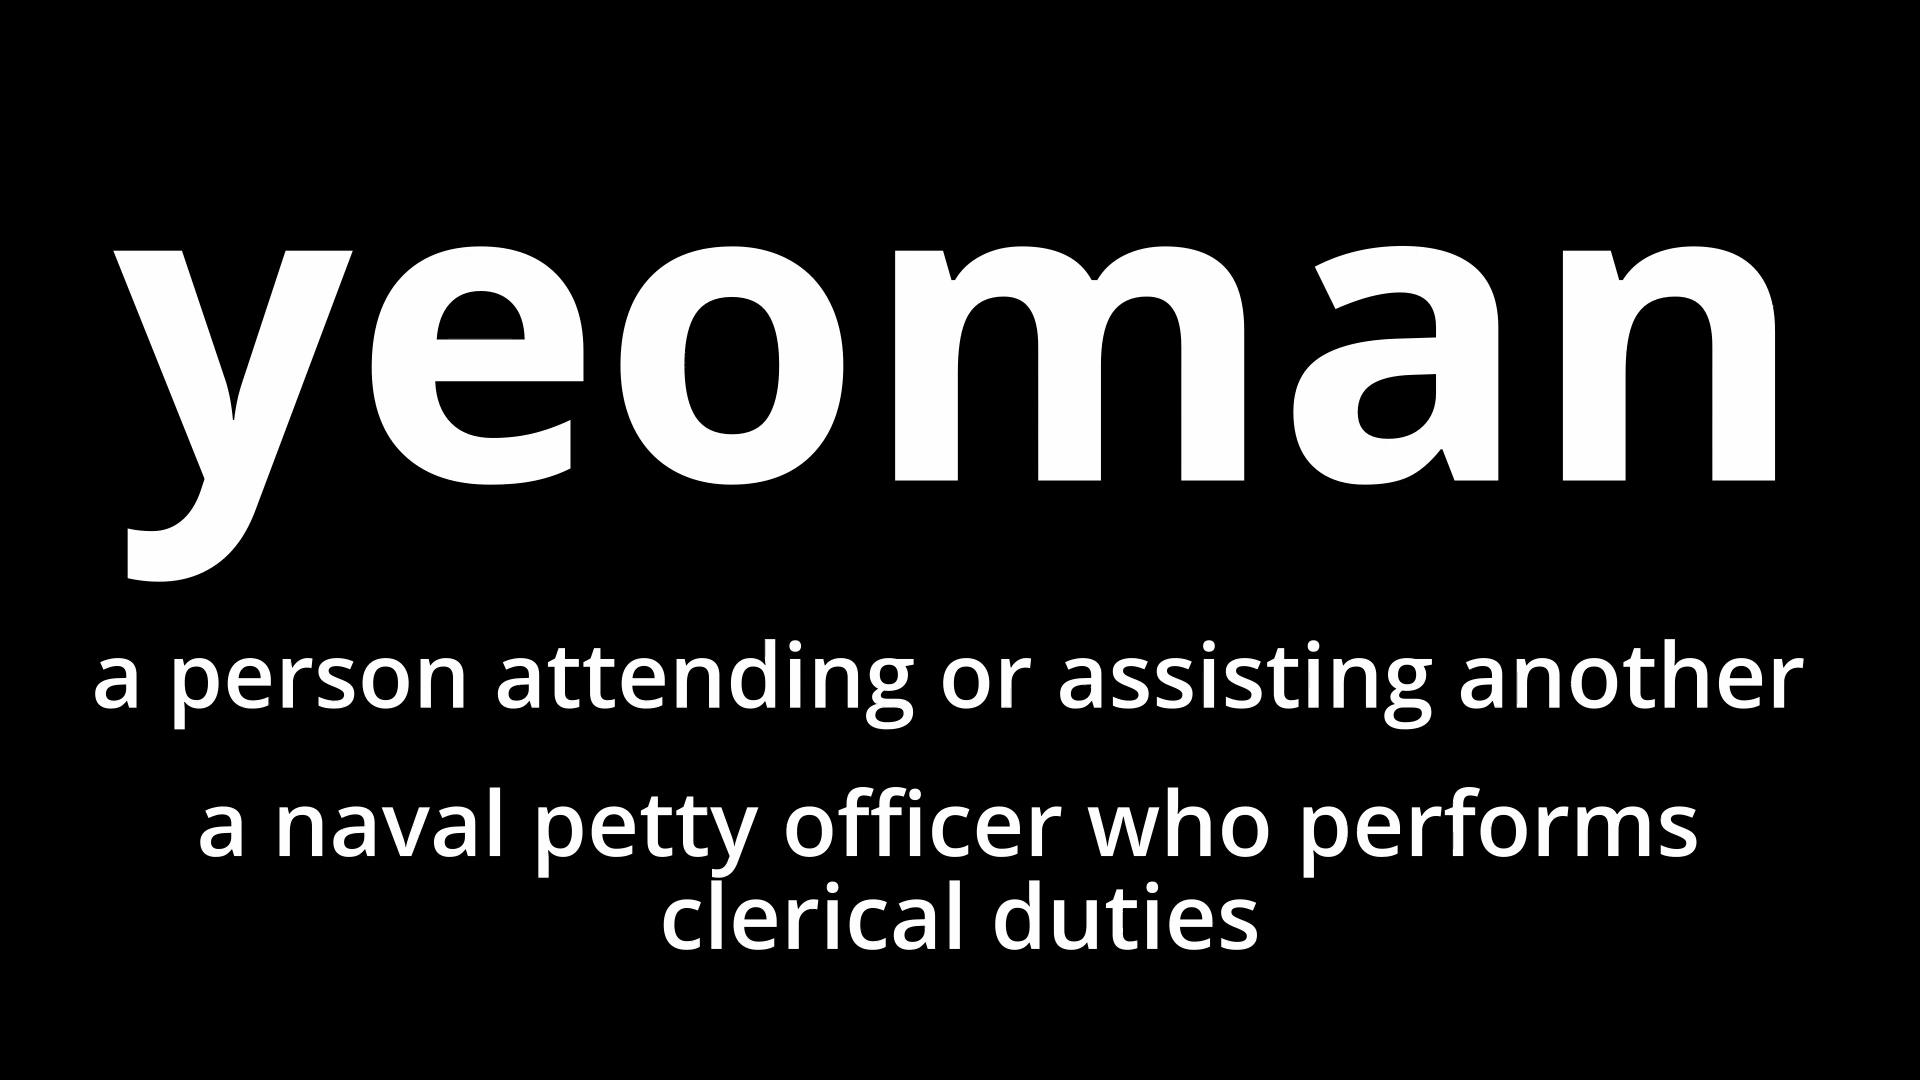 yeoman
a person attending or assisting another
a naval petty officer who performs
clerical duties